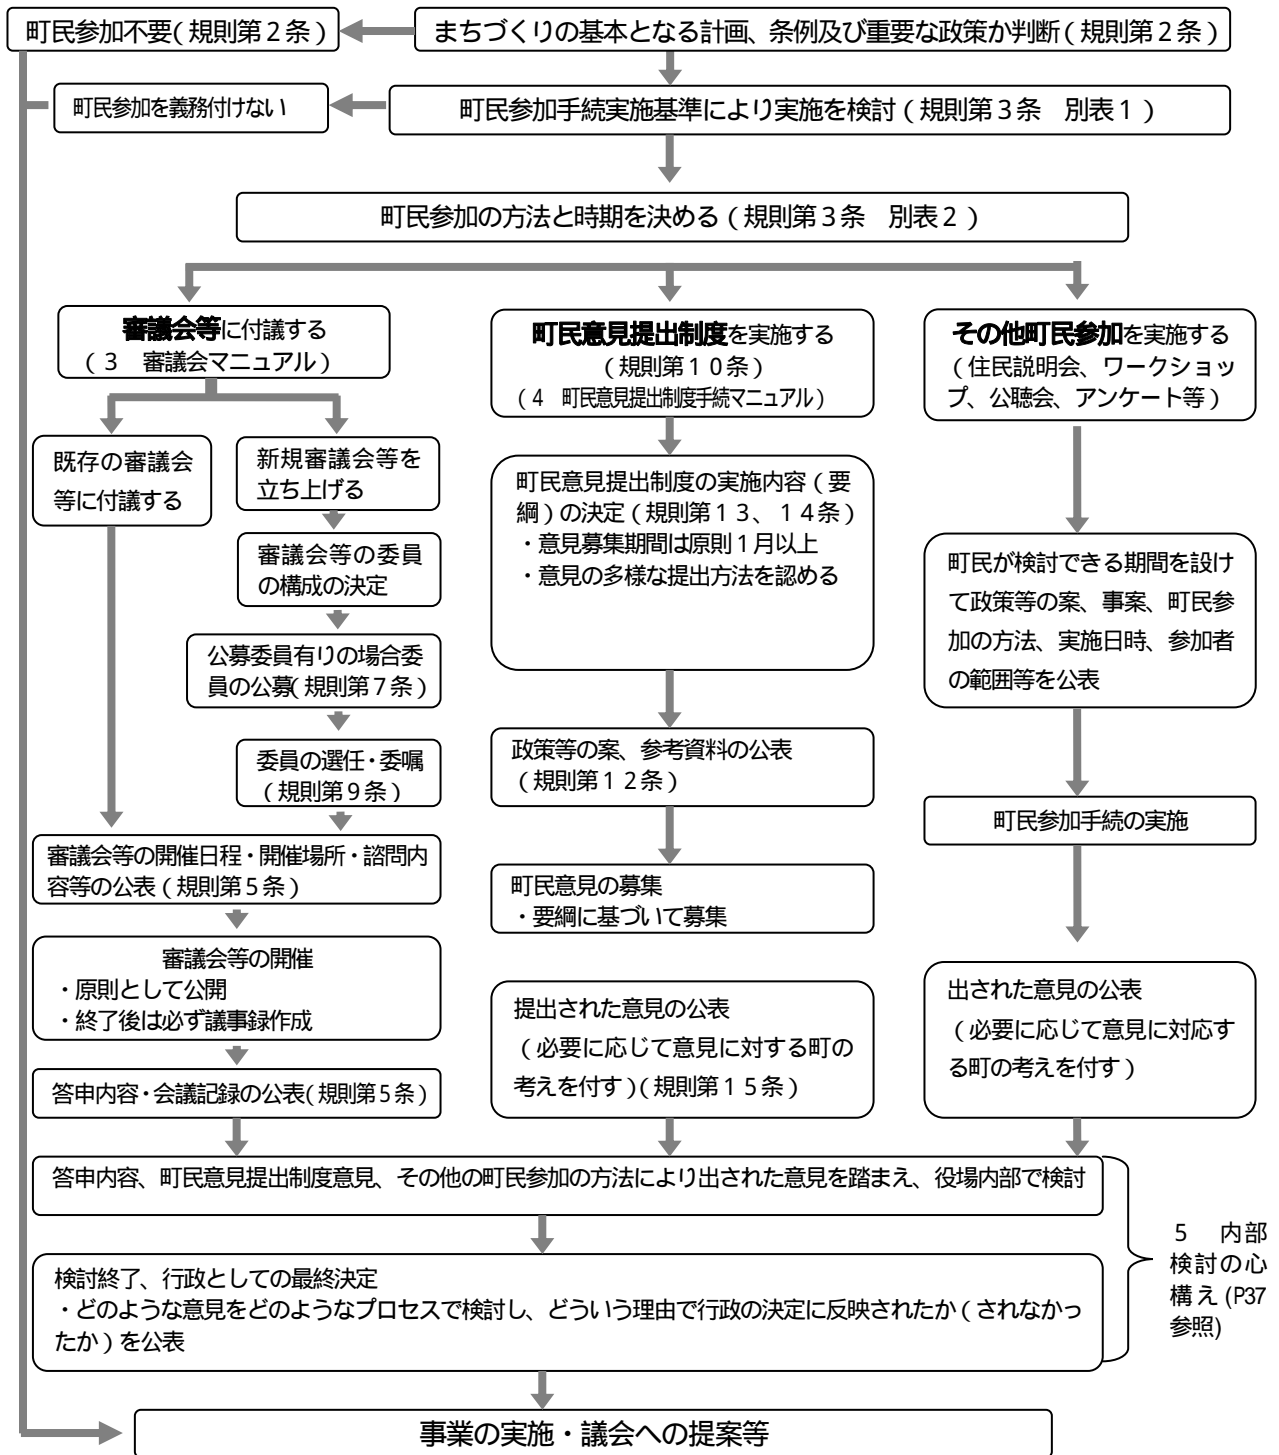 町民参加不要(規則第２条)
まちづくりの基本となる計画、条例及び重要な政策か判断(規則第２条)
町民参加を義務付けない
町民参加手続実施基準により実施を検討(規則第３条　別表１)
町民参加の方法と時期を決める(規則第３条　別表２)
審議会等に付議する
(３　審議会マニュアル)
既存の審議会
等に付議する
新規審議会等を
立ち上げる
審議会等の委員
の構成の決定
公募委員有りの場合委
員の公募(規則第７条)
委員の選任・委嘱
(規則第９条)
審議会等の開催日程・開催場所・諮問内
容等の公表(規則第５条)
審議会等の開催
・原則として公開
・終了後は必ず議事録作成
答申内容・会議記録の公表(規則第５条)
町民意見提出制度を実施する
(規則第１０条)
(４　町民意見提出制度手続マニュアル)
町民意見提出制度の実施内容(要
綱)の決定(規則第１３、１４条)
・意見募集期間は原則１月以上
・意見の多様な提出方法を認める
政策等の案、参考資料の公表
(規則第１２条)
町民意見の募集
・要綱に基づいて募集
提出された意見の公表
(必要に応じて意見に対する町の
考えを付す)(規則第１５条)
その他町民参加を実施する
(住民説明会、ワークショッ
プ、公聴会、アンケート等)
町民が検討できる期間を設け
て政策等の案、事案、町民参
加の方法、実施日時、参加者
の範囲等を公表
町民参加手続の実施
出された意見の公表
(必要に応じて意見に対応す
る町の考えを付す)
答申内容、町民意見提出制度意見、その他の町民参加の方法により出された意見を踏まえ、役場内部で検討
検討終了、行政としての最終決定
・どのような意見をどのようなプロセスで検討し、どういう理由で行政の決定に反映されたか(されなかっ
たか)を公表
５　内部
検討の心
構え(P37
参照)
事業の実施・議会への提案等